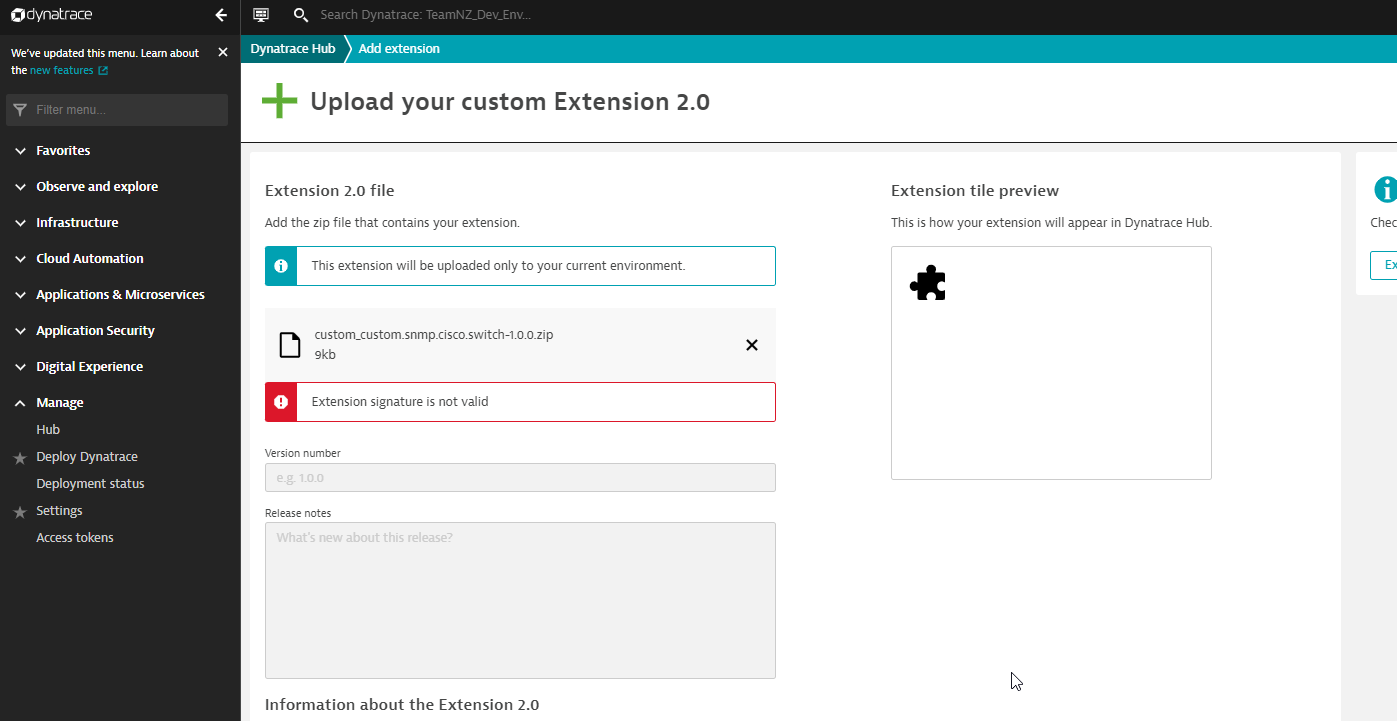 dynatrace
Search Dynatrace: TeamNZ_Dev_Env...
We've updated this menu. Learn about
the new features
Filter menu...
Favorites
Observe and explore
Infrastructure
Cloud Automation
Applications & Microservices
Application Security
Digital Experience
Manage
Hub
Deploy Dynatrace
Deployment status
Settings
Access tokens
Dynatrace Hub
Add extension
Upload your custom Extension 2.0
Extension 2.0 file
Add the zip file that contains your extension.
This extension will be uploaded only to your current environment.
custom_custom.snmp.cisco.switch-1.0.0.zip
9kb
Extension signature is not valid
Version number
e.g. 1.0.0
Release notes
What's new about this release?
Information about the Extension 2.0
Extension tile preview
This is how your extension will appear in Dynatrace Hub.